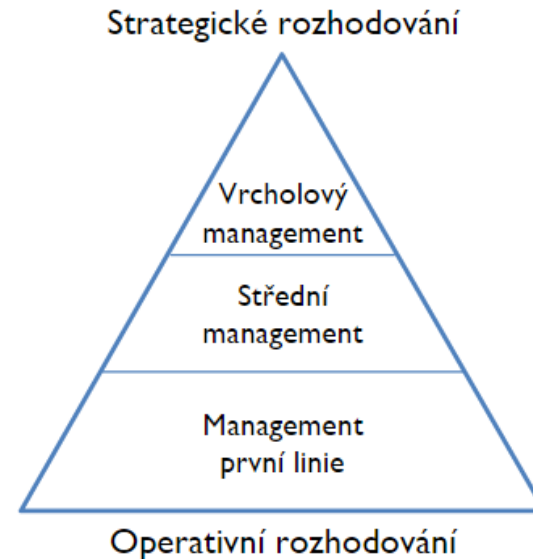 Strategické rozhodování
Vrcholový
management
Střední
management
Management
první linie
Operativní rozhodování